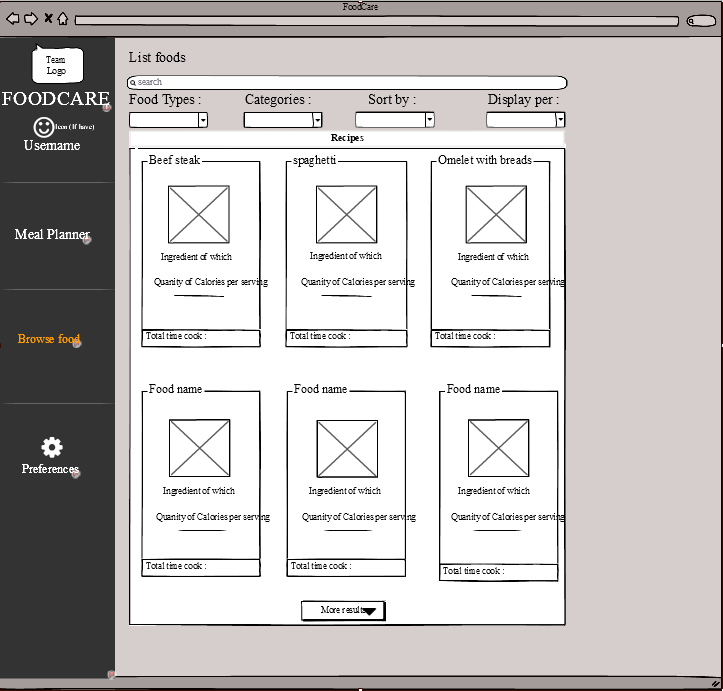 FoodCare
Team
Logo
FOODCARE
Icon (If have)
Username
Meal Planner
Browse food
Preferences
List foods
search
Food Types :
Categories :
Sort by :
Display per :
Recipes
Beef steak
spaghetti
Omelet with breads
Ingredient of which
Ingredient of which
Ingredient of which
Quanity of Calories per serving
Quanity of Calories per serving
Quanity of Calories per serving
Total time cook :
Total time cook :
Total time cook :
Food name
Food name
Food name
Ingredient of which
Ingredient of which
Ingredient of which
Quanity of Calories per serving
Quanity of Calories per serving
Quanity of Calories per serving
Total time cook :
Total time cook :
Total time cook :
More results